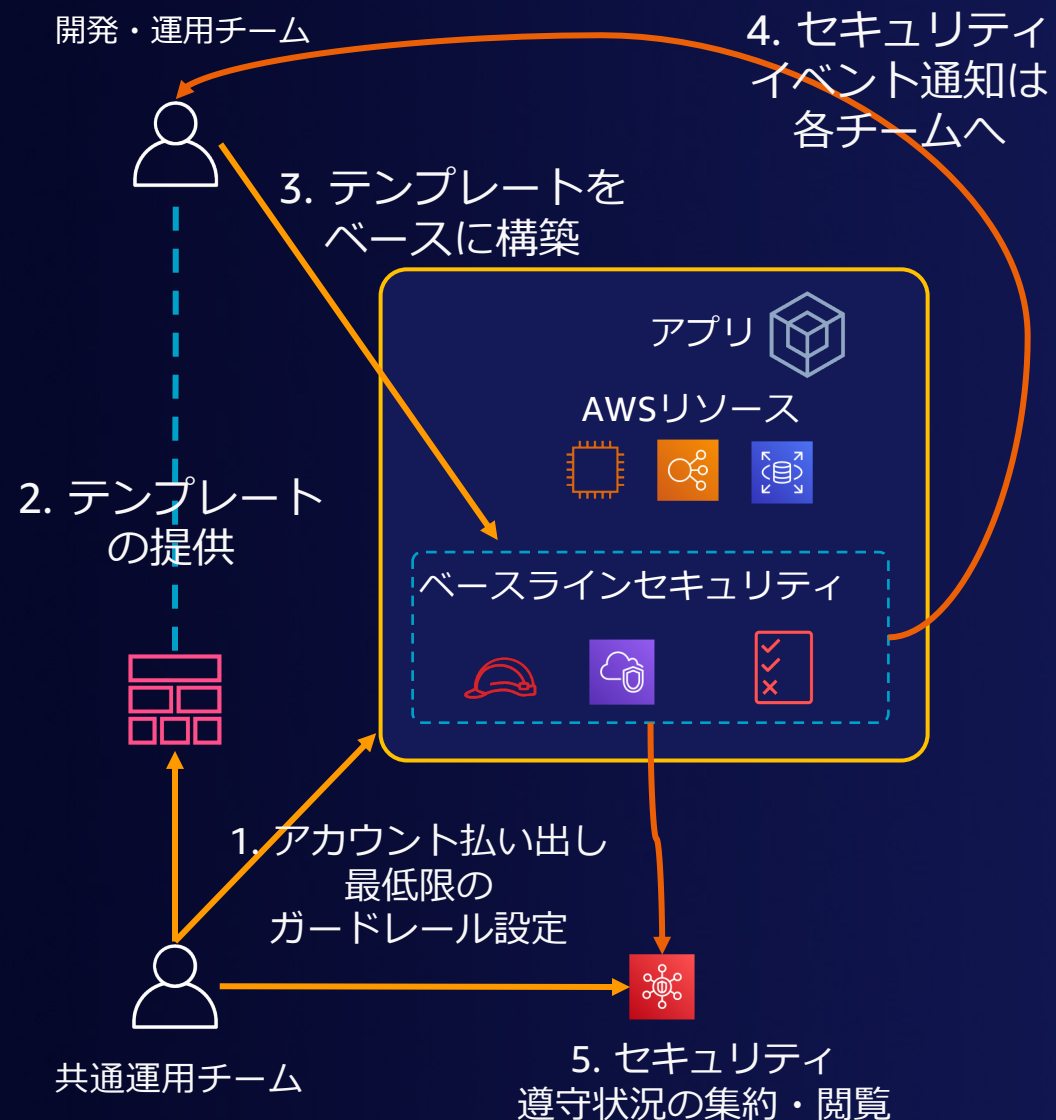 開発・運用チーム
4. セキュリティ
イベント通知は
各チームへ
3. テンプレートを
ベースに構築
アプリ
AWSリソース
2. テンプレート
の提供
ベースラインセキュリティ
1. アカウント払い出し
最低限の
ガードレール設定
共通運用チーム
5. セキュリティ
遵守状況の集約・閲覧